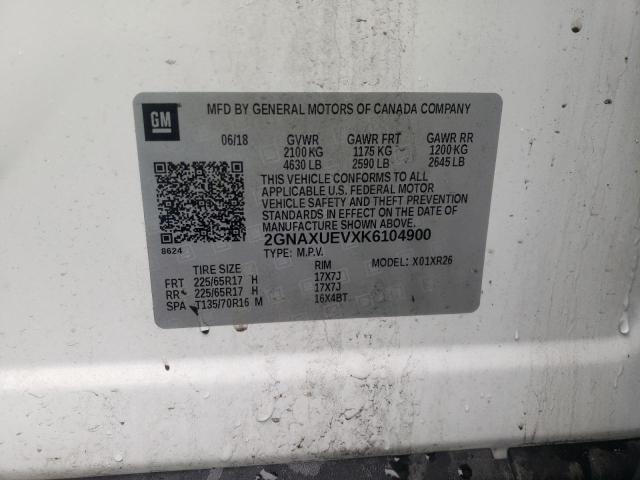 GM
MFD BY GENERAL MOTORS OF CANADA COMPANY
06/18 GVWR GAWR FRT GAWR RR
2100 KG 1175 KG 1200 KG
4630 LB 2590 LB 2645 LB
THIS VEHICLE CONFORMS TO ALL
APPLICABLE U.S. FEDERAL MOTOR
VEHICLE SAFETY AND THEFT PREVENTION
STANDARDS IN EFFECT ON THE DATE OF
MANUFACTURE SHOWN ABOVE.
2GNAXUEVXK6104900
8624
TYPE: M.P.V. MODEL: X01XR26
TIRE SIZE RIM
FRT 225/65R17 H 17X7J
RR 225/65R17 H 17X7J
SPA T135/70R16 M 16X4BT